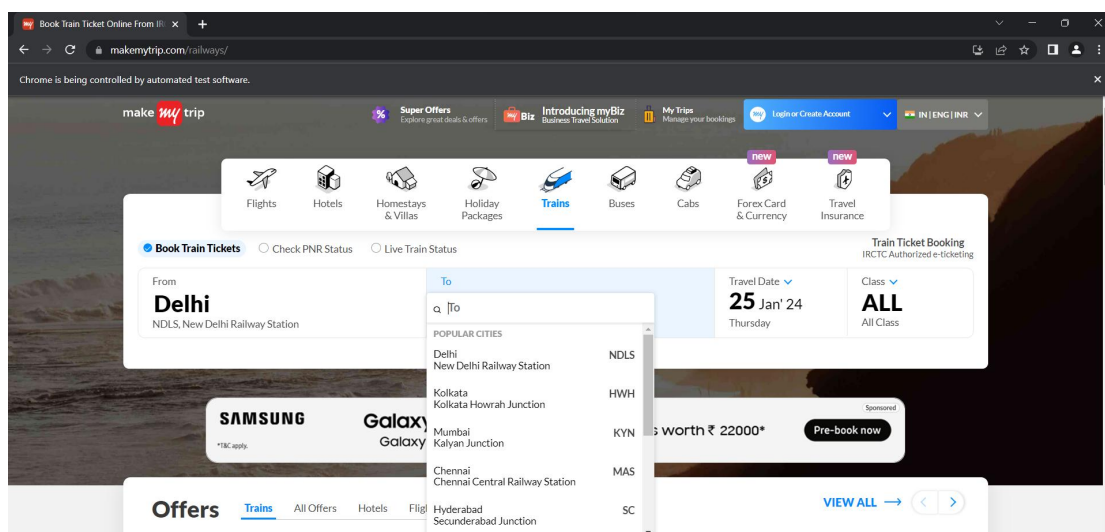 Book Train Ticket Online From IR
makemytrip.com/railways/
Chrome is being controlled by automated test software.
make my trip
Super Offers
Explore great deals & offers
Biz
Introducing myBiz
Business Travel Solution
My Trips
Manage your bookings
my Login or Create Account
IN | ENG | INR
new
new
Flights
Hotels
Homestays
& Villas
Holiday
Packages
Trains
Buses
Cabs
Forex Card
& Currency
Travel
Insurance
Book Train Tickets
Check PNR Status
Live Train Status
Train Ticket Booking
IRCTC Authorized e-ticketing
From
Delhi
NDLS, New Delhi Railway Station
To
To
Travel Date
25 Jan' 24
Thursday
Class
ALL
All Class
POPULAR CITIES
Delhi NDLS
New Delhi Railway Station
Kolkata HWH
Kolkata Howrah Junction
Mumbai KYN
Kalyan Junction
Chennai MAS
Chennai Central Railway Station
Hyderabad SC
Secunderabad Junction
SAMSUNG
*T&C apply.
Galaxy
Galaxy
worth ₹ 22000*
Sponsored
Pre-book now
Offers
Trains
All Offers
Hotels
VIEW ALL